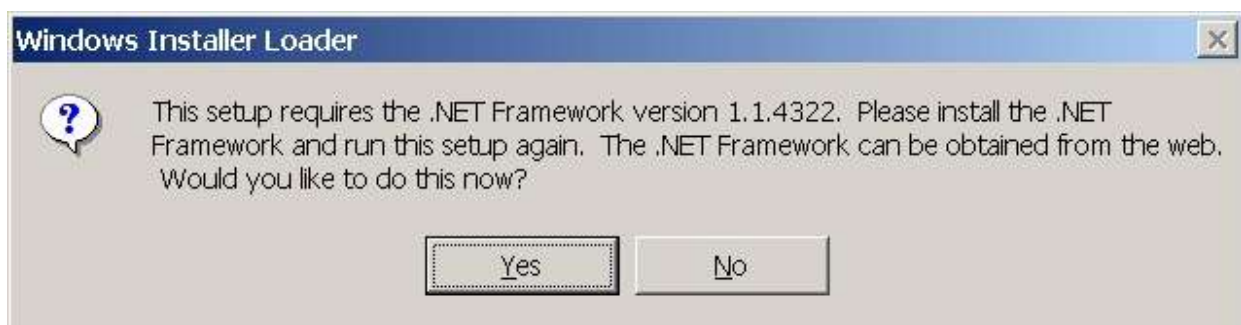 Windows Installer Loader
This setup requires the .NET Framework version 1.1.4322.  Please install the .NET
Framework and run this setup again.  The .NET Framework can be obtained from the web.
Would you like to do this now?
Yes
No